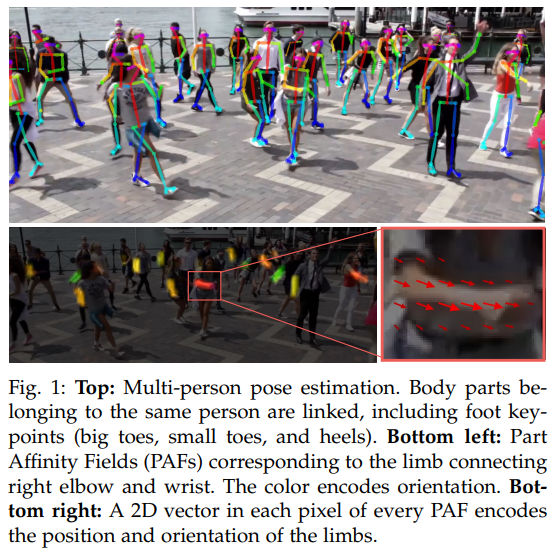 Fig. 1: Top: Multi-person pose estimation. Body parts be-
longing to the same person are linked, including foot key-
points (big toes, small toes, and heels). Bottom left: Part
Affinity Fields (PAFs) corresponding to the limb connecting
right elbow and wrist. The color encodes orientation. Bot-
tom right: A 2D vector in each pixel of every PAF encodes
the position and orientation of the limbs.